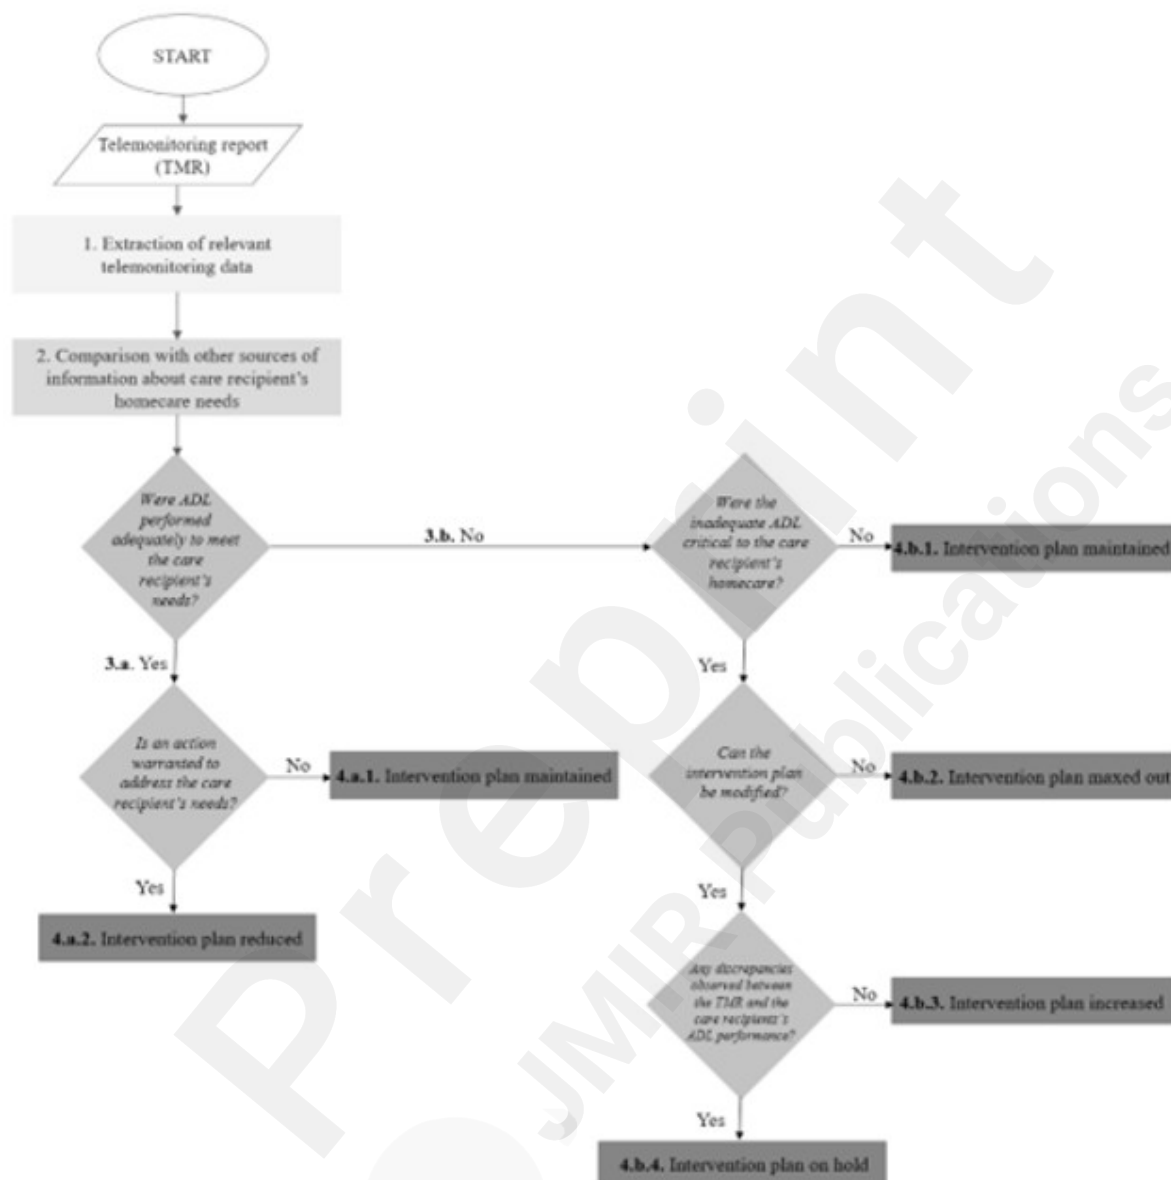 START
Telemonitoring report
(TMR)
1. Extraction of relevant
telemonitoring data
2. Comparison with other sources of
information about care recipient's
homecare needs
Were ADL
performed
adequately to meet
the care
recipient's
needs?
3.b. No
Were the
inadequate ADL
critical to the care
recipient's
homecare?
No
4.b.1. Intervention plan maintained
3.a. Yes
Yes
Is an action
warranted to
address the care
recipient's needs?
No
4.a.1. Intervention plan maintained
Can the
intervention plan
be modified?
No
4.b.2. Intervention plan maxed out
Yes
4.a.2. Intervention plan reduced
Yes
Any discrepancies
observed between
the TMR and the
care recipients's
ADL performance?
No
4.b.3. Intervention plan increased
Yes
4.b.4. Intervention plan on hold
Preprint
JMIR Publications